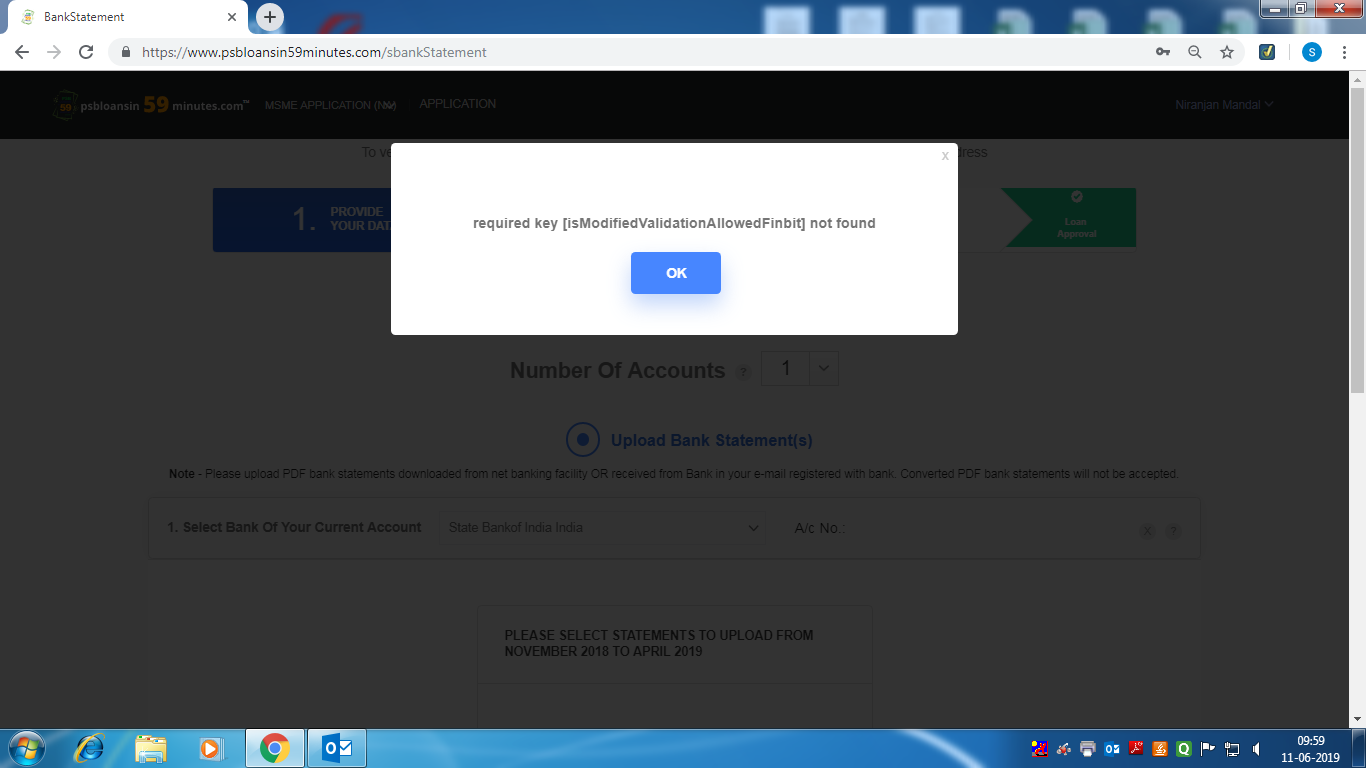 BankStatement
https://www.psbloansin59minutes.com/sbankStatement
S
59 psbloansin 59 minutes.com™ MSME APPLICATION APPLICATION Niranjan Mandal
To ve
dress
x
1. PROVIDE
YOUR DATA
required key [isModifiedValidationAllowedFinbit] not found
OK
Loan
Approval
Number Of Accounts ? 1
Upload Bank Statement(s)
Note - Please upload PDF bank statements downloaded from net banking facility OR received from Bank in your e-mail registered with bank. Converted PDF bank statements will not be accepted.
1. Select Bank Of Your Current Account State Bankof India India A/c No.: X ?
PLEASE SELECT STATEMENTS TO UPLOAD FROM
NOVEMBER 2018 TO APRIL 2019
09:59
11-06-2019